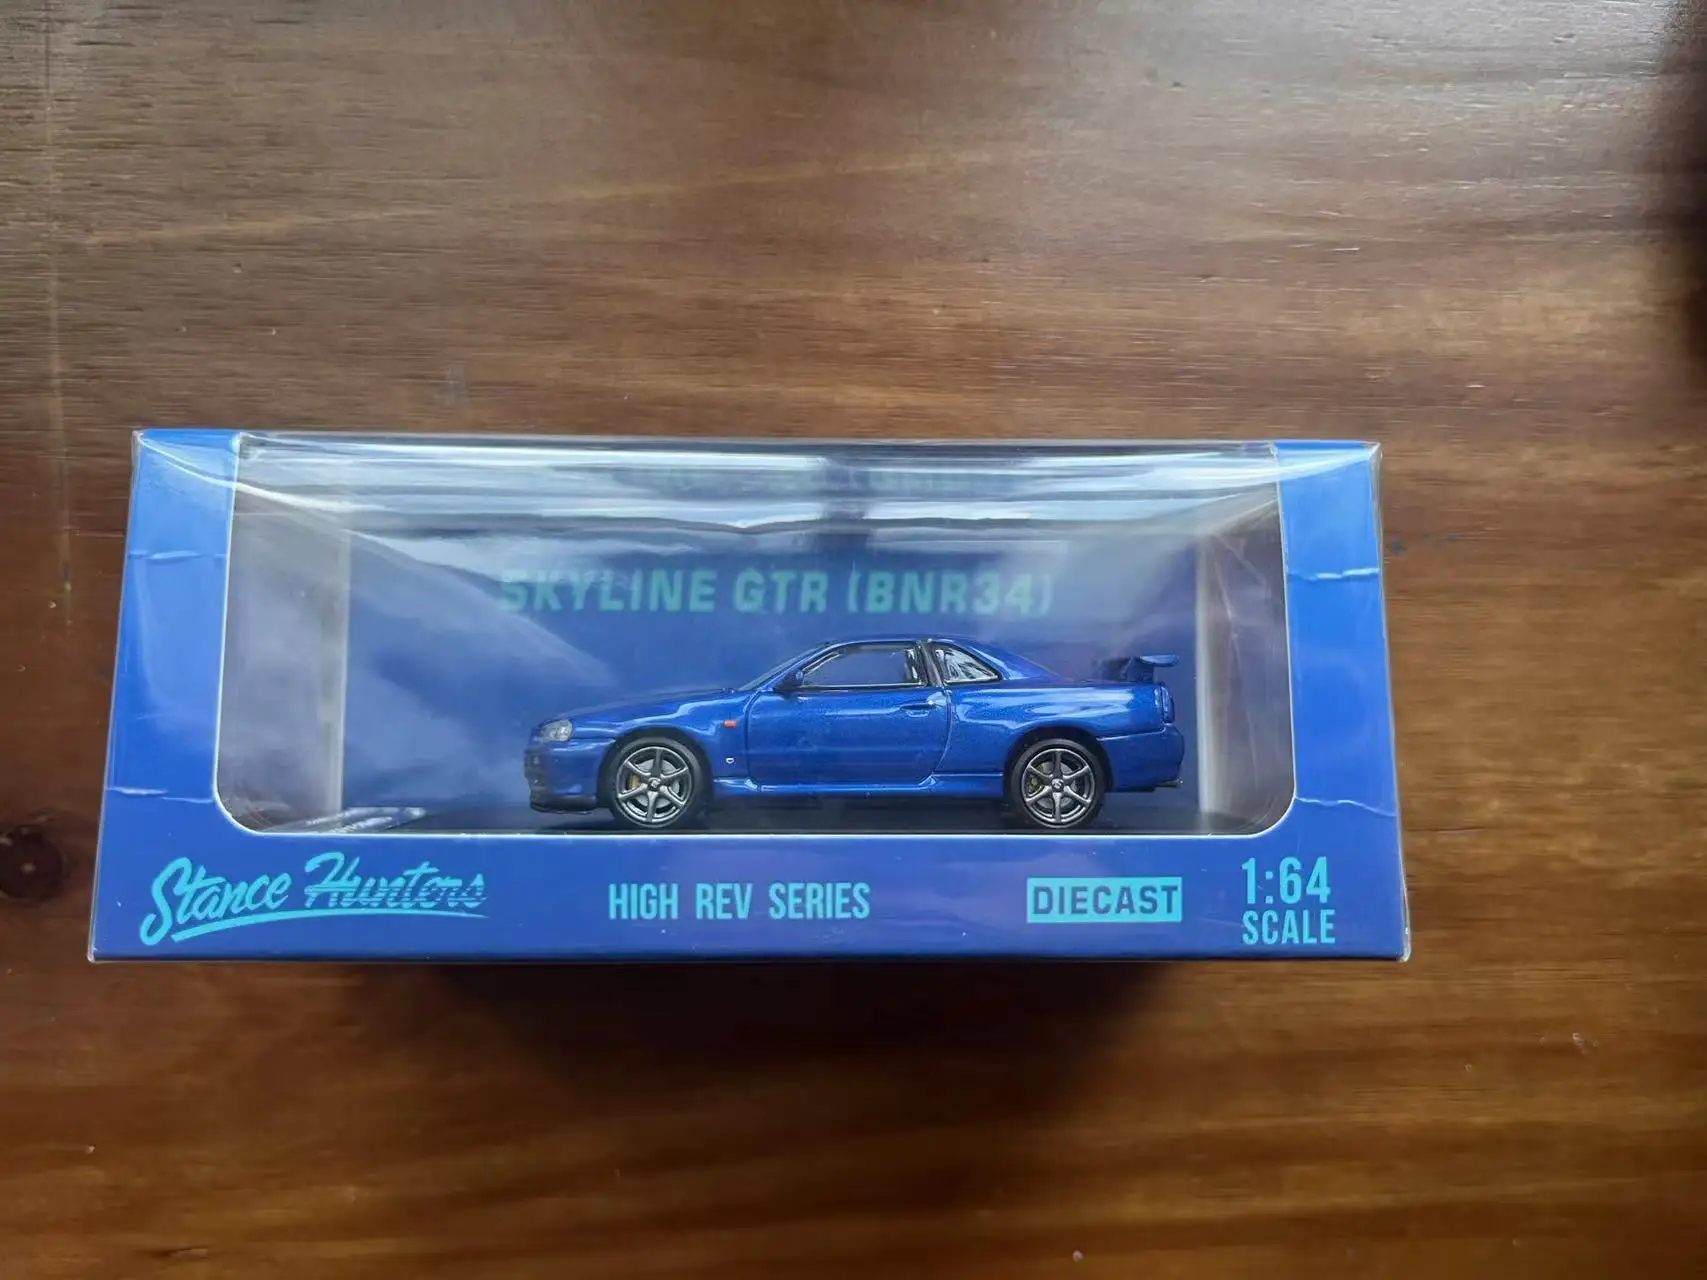 SKYLINE GTR (BNR34)
Stance Hunters
HIGH REV SERIES
DIECAST
1:64
SCALE